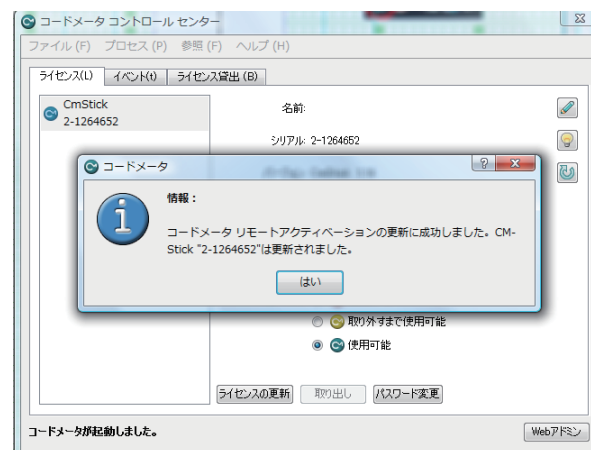 コードメータ コントロール センター
ファイル (F) プロセス (P) 参照 (F) ヘルプ (H)
ライセンス(L) イベント(t) ライセンス貸出 (B)
CmStick
2-1264652
名前:
シリアル: 2-1264652
コードメータ
情報：
コードメータ リモートアクティベーションの更新に成功しました。CM-
Stick "2-1264652"は更新されました。
はい
取り外すまで使用可能
使用可能
ライセンスの更新 取り出し パスワード変更
コードメータが起動しました。
Webアドミン